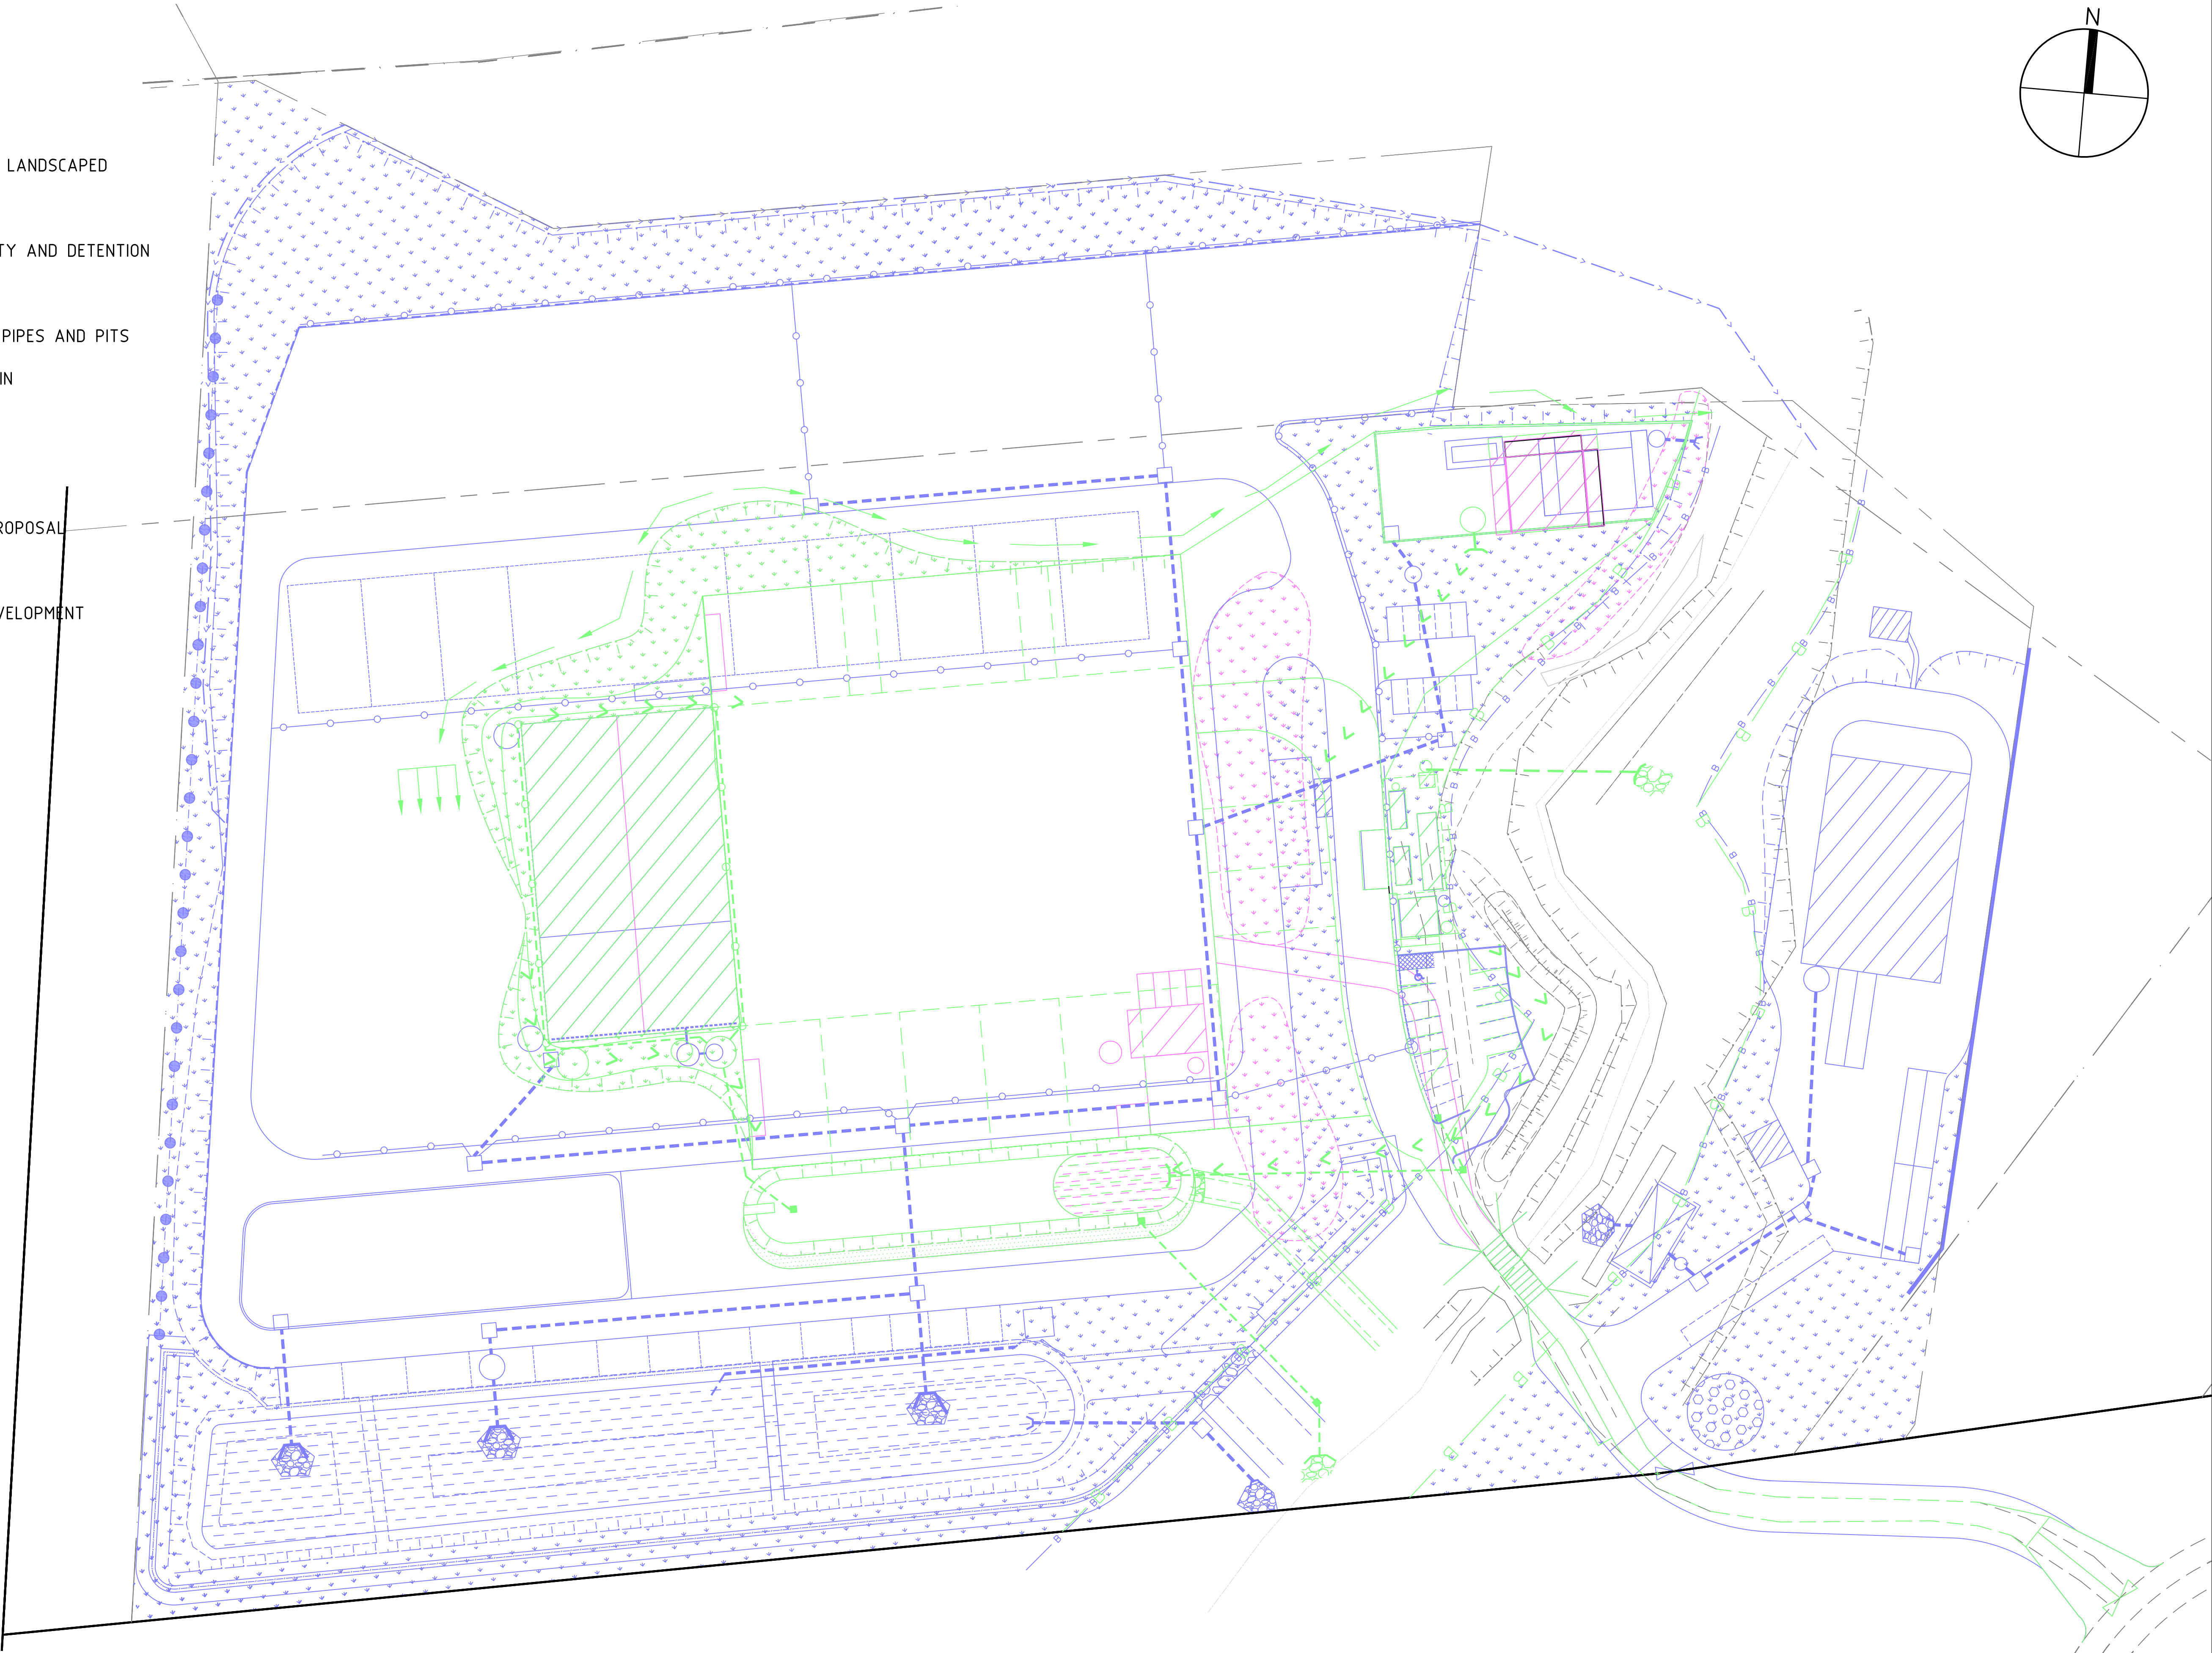 N
LANDSCAPED
TY AND DETENTION
PIPES AND PITS
IN
ROPOSAL
VELOPMENT